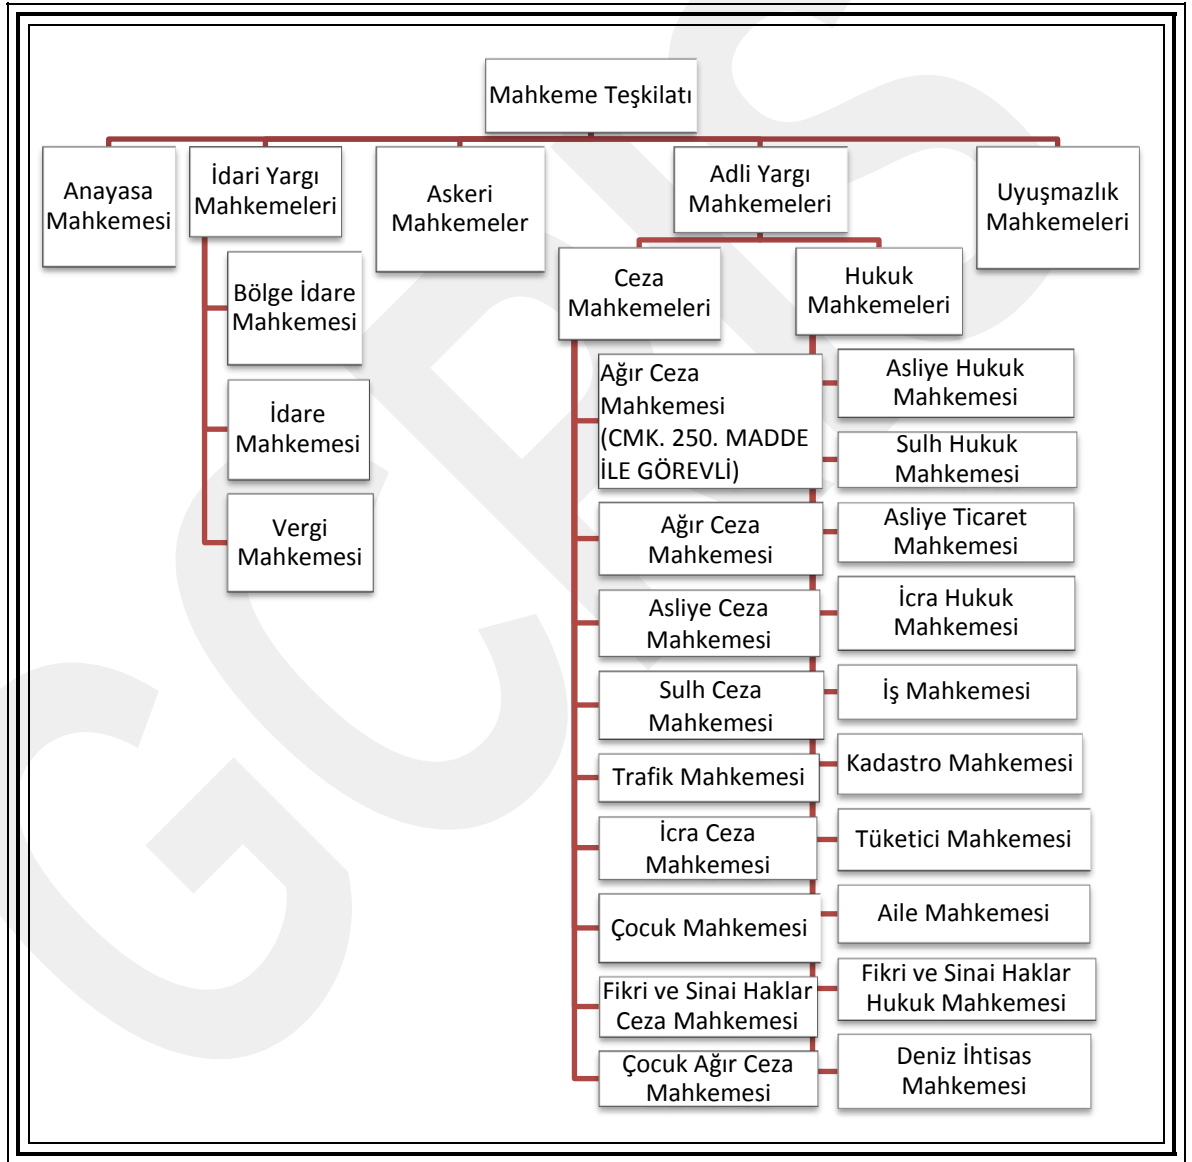 Mahkeme Teşkilatı
Anayasa
Mahkemesi
İdari Yargı
Mahkemeleri
Askeri
Mahkemeler
Adli Yargı
Mahkemeleri
Uyuşmazlık
Mahkemeleri
Bölge İdare
Mahkemesi
İdare
Mahkemesi
Vergi
Mahkemesi
Ceza
Mahkemeleri
Ağır Ceza
Mahkemesi
(CMK. 250. MADDE
İLE GÖREVLİ)
Ağır Ceza
Mahkemesi
Asliye Ceza
Mahkemesi
Sulh Ceza
Mahkemesi
Trafik Mahkemesi
İcra Ceza
Mahkemesi
Çocuk Mahkemesi
Fikri ve Sinai Haklar
Ceza Mahkemesi
Çocuk Ağır Ceza
Mahkemesi
Hukuk
Mahkemeleri
Asliye Hukuk
Mahkemesi
Sulh Hukuk
Mahkemesi
Asliye Ticaret
Mahkemesi
İcra Hukuk
Mahkemesi
İş Mahkemesi
Kadastro Mahkemesi
Tüketici Mahkemesi
Aile Mahkemesi
Fikri ve Sinai Haklar
Hukuk Mahkemesi
Deniz İhtisas
Mahkemesi
GCRIS